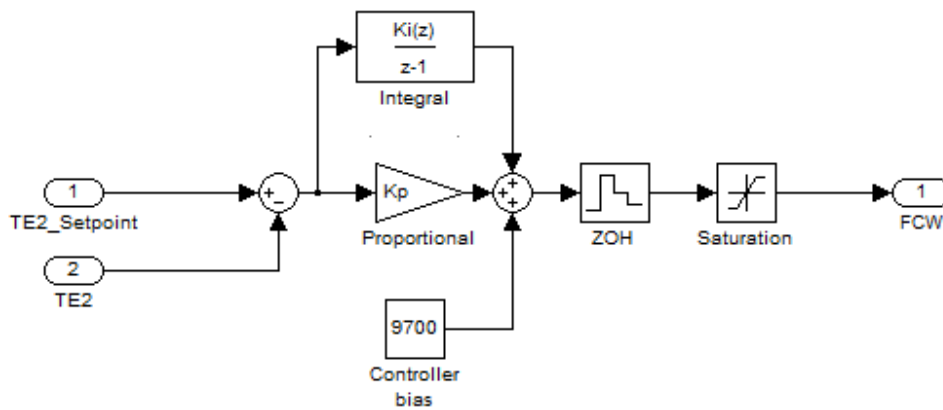 Ki(z)
z-1
Integral
1
+
−
TE2_Setpoint
Kp
Proportional
+
+
+
ZOH
Saturation
1
FCW
2
TE2
9700
Controller
bias